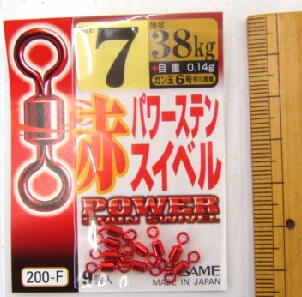 7
強度
38kg
自重 0.14g
ガン玉6号
赤
パワーステン
スイベル
POWER
200-F
MADE IN JAPAN